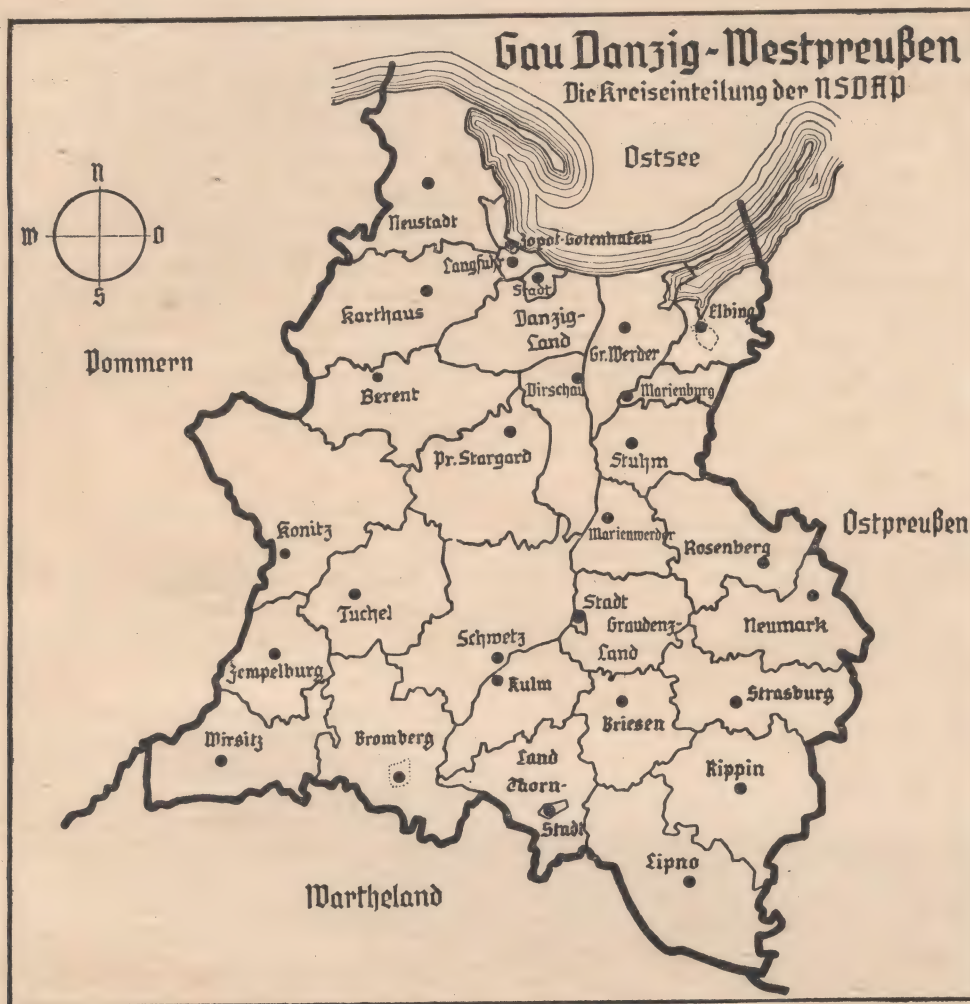 Gau Danzig-Westpreußen
Die Kreiseinteilung der NSDAP
Ostsee
N
W
O
S
Neustadt
Zopot-Gotenhafen
Langfuhr
Stadt
Karthaus
Danzig-
Land
Elbing
Gr. Werder
Pommern
Berent
Dirschau
Marienburg
Pr. Stargard
Stuhm
Konitz
Marienwerder
Rosenberg
Ostpreußen
Tuchel
Stadt
Graudenz-
Land
Neumark
Schwetz
Zempelburg
Kulm
Strasburg
Briesen
Wirsitz
Bromberg
Land
Thorn-
Stadt
Rippin
Lipno
Wartheland